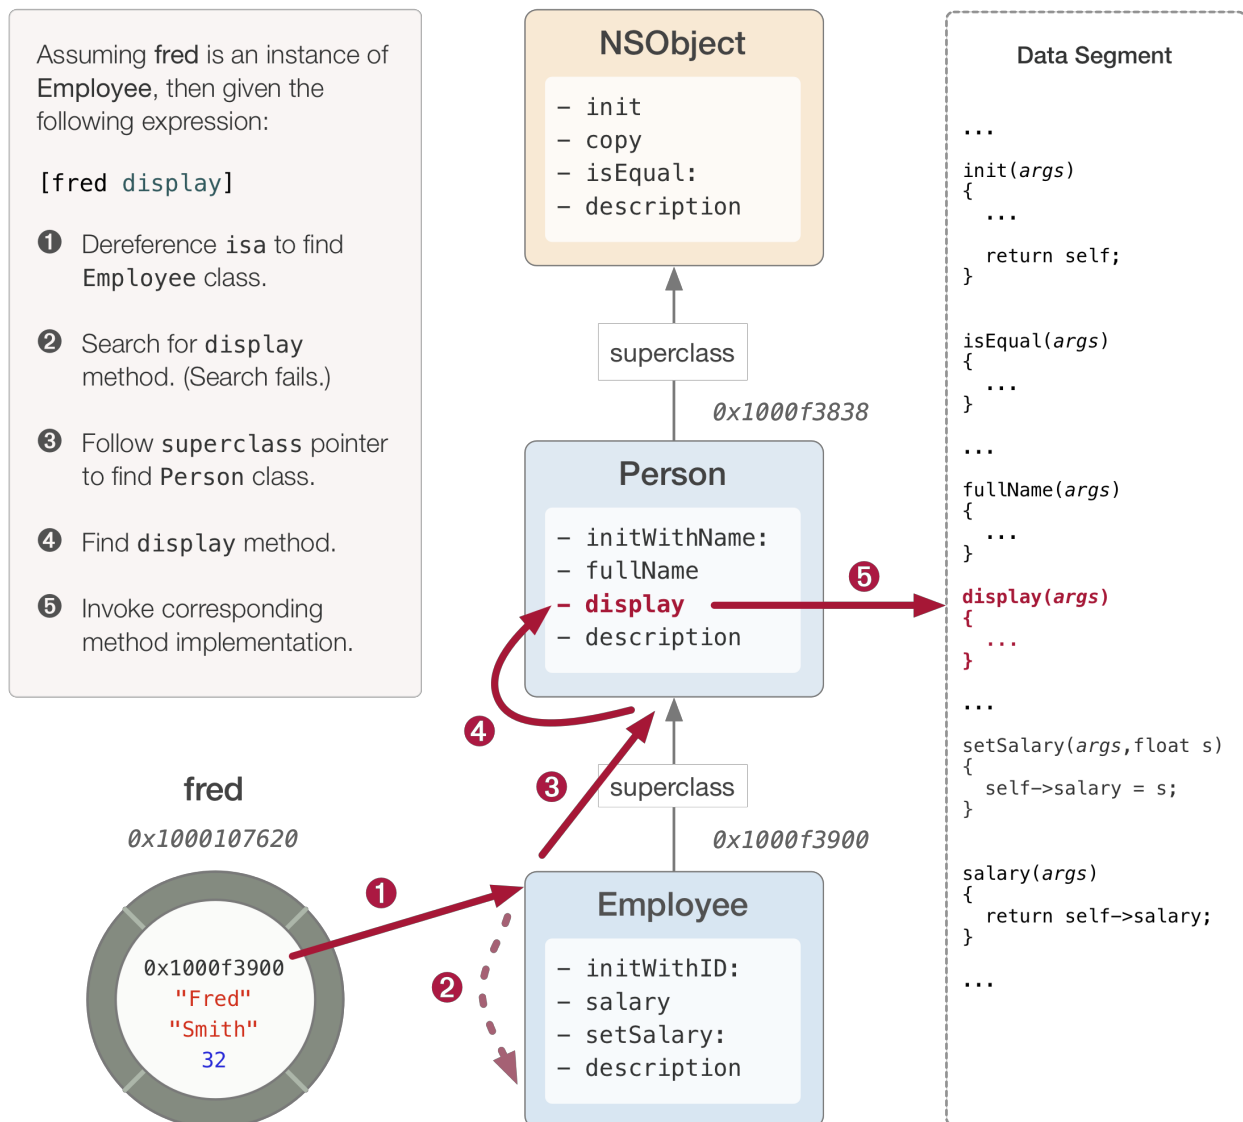 Assuming fred is an instance of
Employee, then given the
following expression:
[fred display]
❶ Dereference isa to find
Employee class.
❷ Search for display
method. (Search fails.)
❸ Follow superclass pointer
to find Person class.
❹ Find display method.
❺ Invoke corresponding
method implementation.
NSObject
– init
– copy
– isEqual:
– description
superclass
0x1000f3838
Person
– initWithName:
– fullName
– display
– description
❺
❹
❸
superclass
0x1000f3900
fred
0x1000107620
❶
0x1000f3900
"Fred"
"Smith"
32
❷
Employee
– initWithID:
– salary
– setSalary:
– description
Data Segment
...
init(args)
{
...
return self;
}
isEqual(args)
{
...
}
...
fullName(args)
{
...
}
display(args)
{
...
}
...
setSalary(args,float s)
{
self->salary = s;
}
salary(args)
{
return self->salary;
}
...